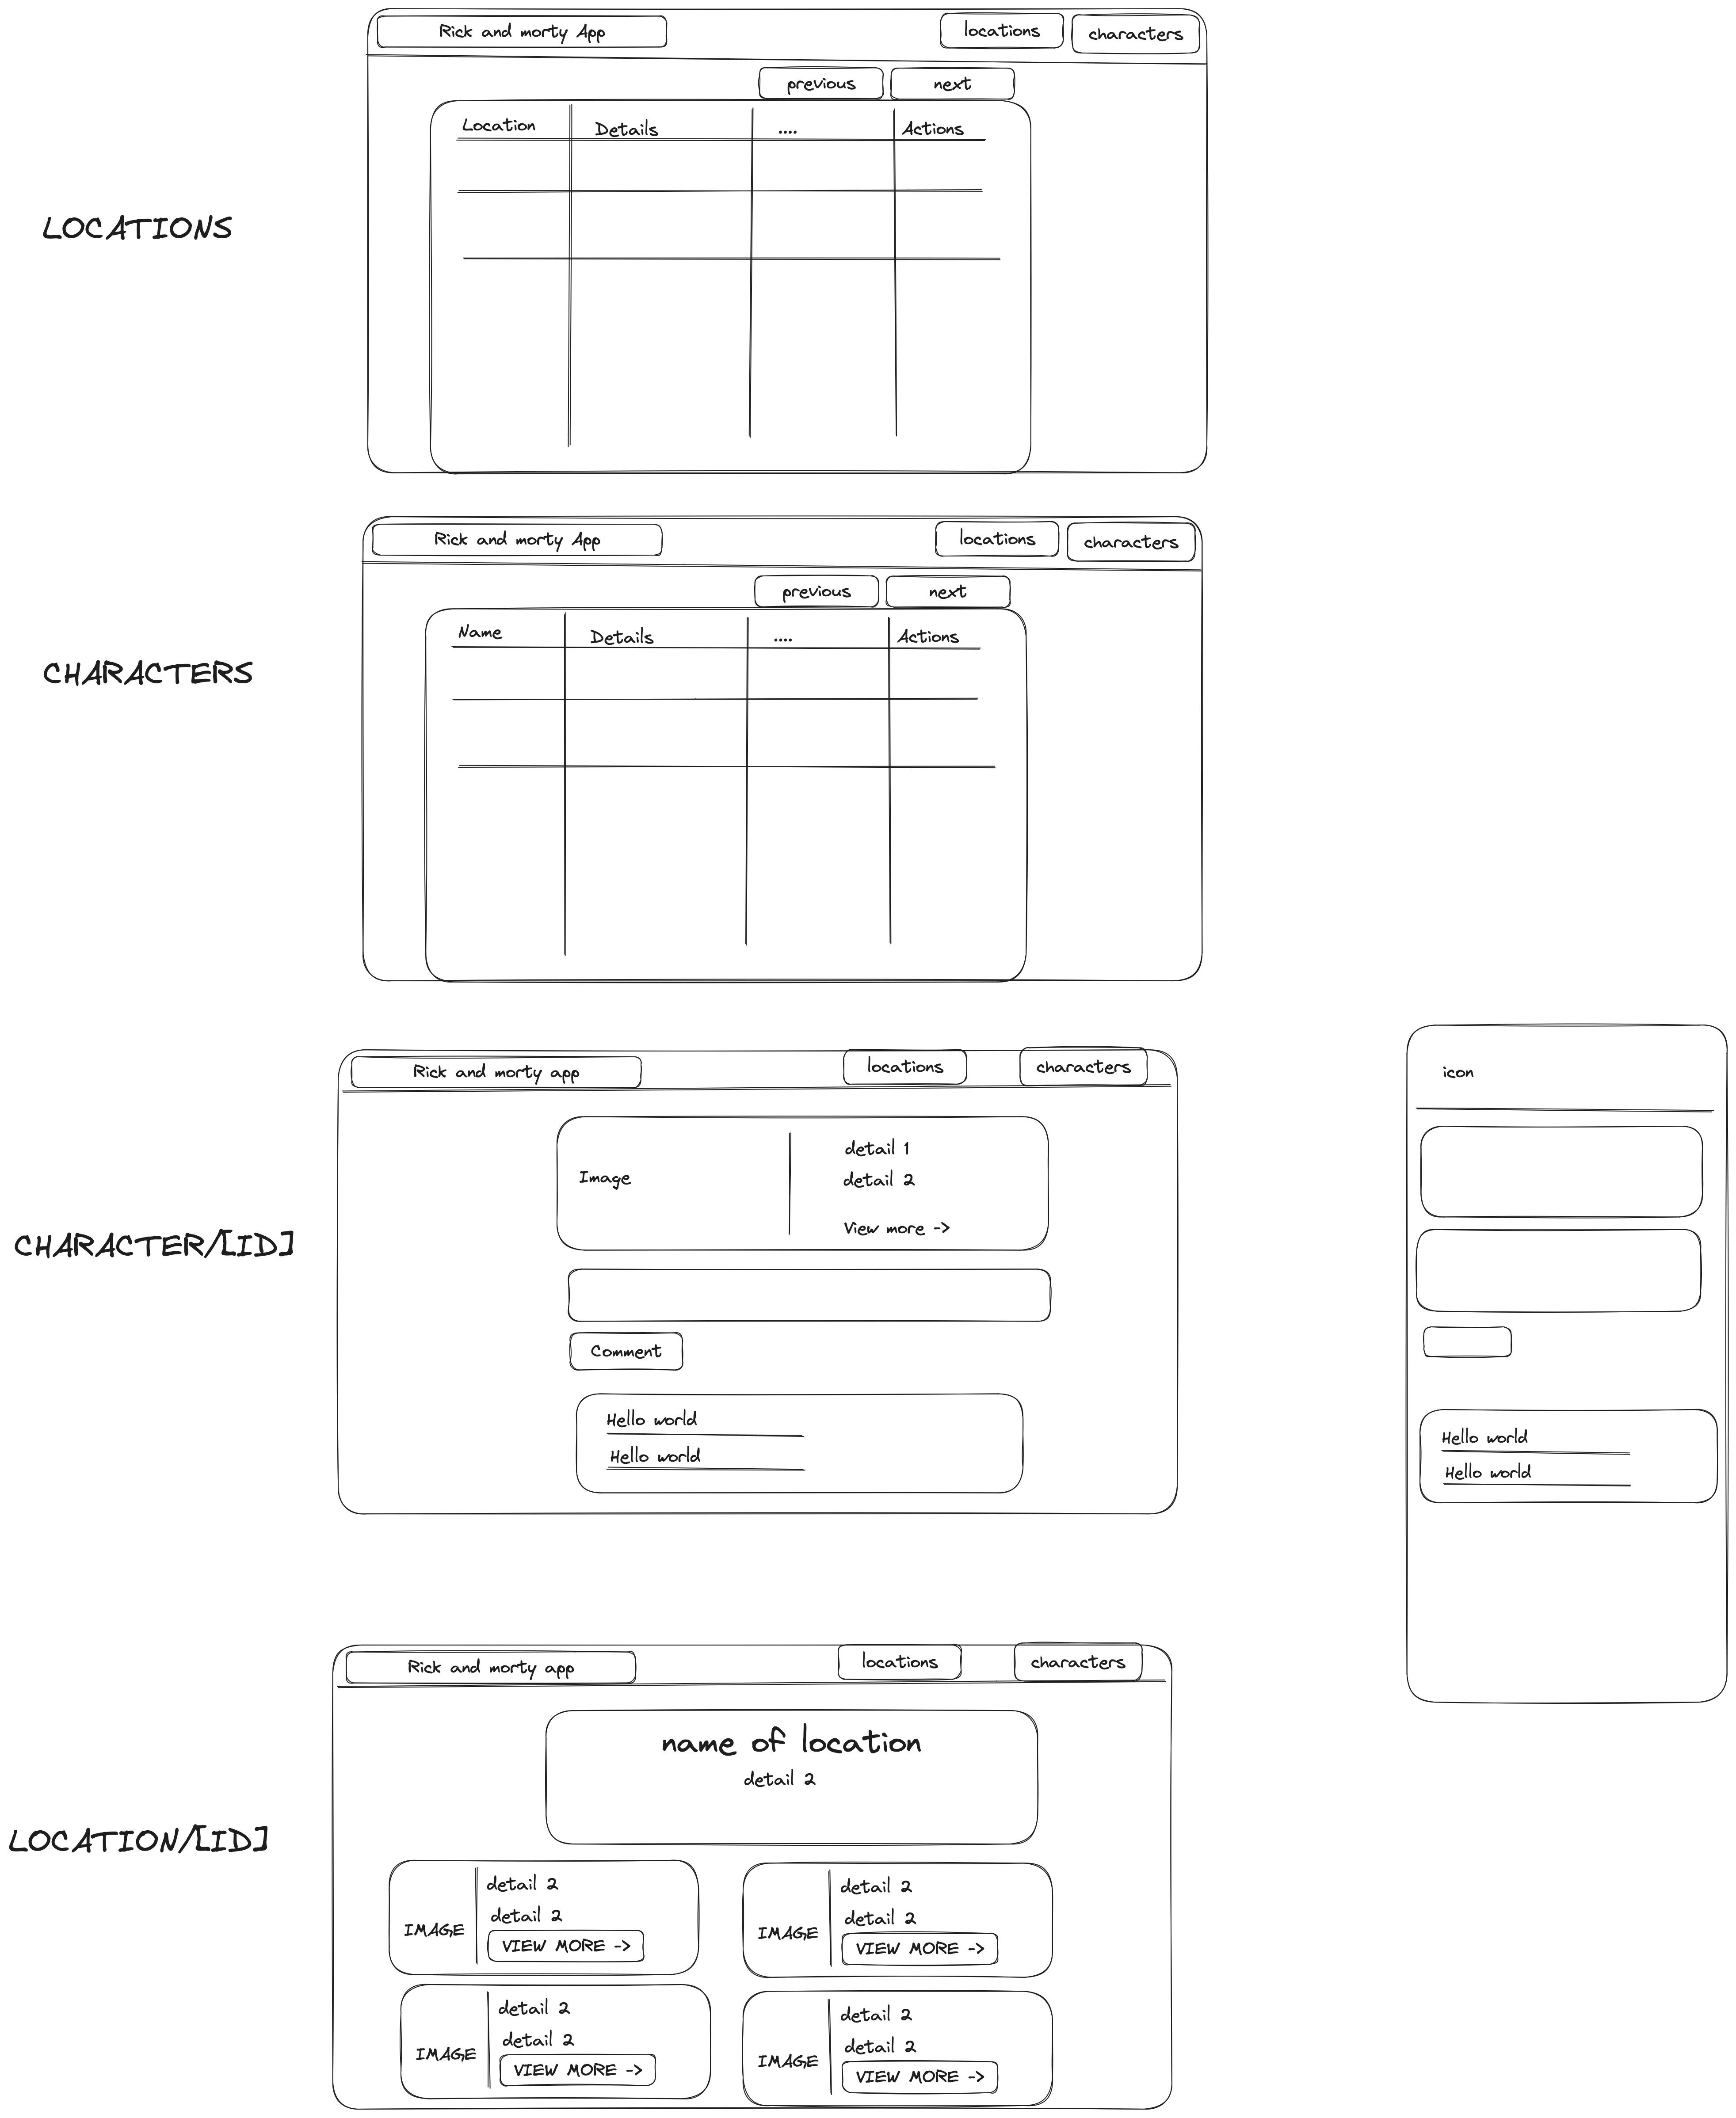 Rick and morty App
locations
characters
previous
next
Location
Details
....
Actions
LOCATIONS
Rick and morty App
locations
characters
previous
next
Name
Details
....
Actions
CHARACTERS
Rick and morty app
locations
characters
Image
detail 1
detail 2
View more ->
CHARACTER/[ID]
Comment
Hello world
Hello world
icon
Hello world
Hello world
Rick and morty app
locations
characters
name of location
detail 2
LOCATION/[ID]
IMAGE
detail 2
detail 2
VIEW MORE ->
IMAGE
detail 2
detail 2
VIEW MORE ->
IMAGE
detail 2
detail 2
VIEW MORE ->
IMAGE
detail 2
detail 2
VIEW MORE ->